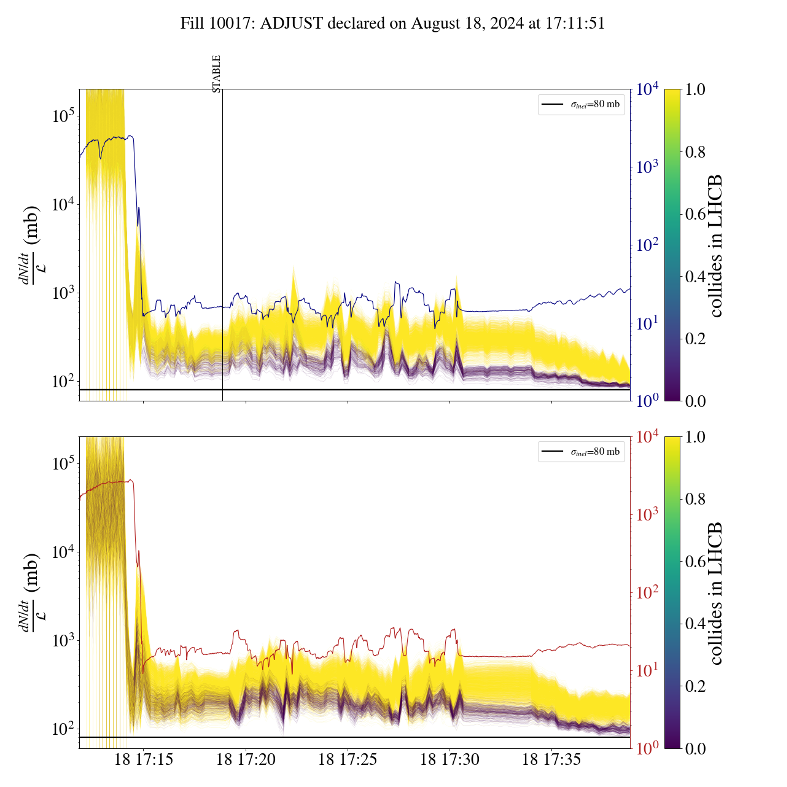 Fill 10017: ADJUST declared on August 18, 2024 at 17:11:51
STABLE
σinel=80 mb
dN/dt
ℒ (mb)
10^5
10^4
10^3
10^2
10^4
10^3
10^2
10^1
10^0
1.0
0.8
0.6
0.4
0.2
0.0
collides in LHCB
σinel=80 mb
dN/dt
ℒ (mb)
10^5
10^4
10^3
10^2
10^4
10^3
10^2
10^1
10^0
1.0
0.8
0.6
0.4
0.2
0.0
collides in LHCB
18 17:15 18 17:20 18 17:25 18 17:30 18 17:35